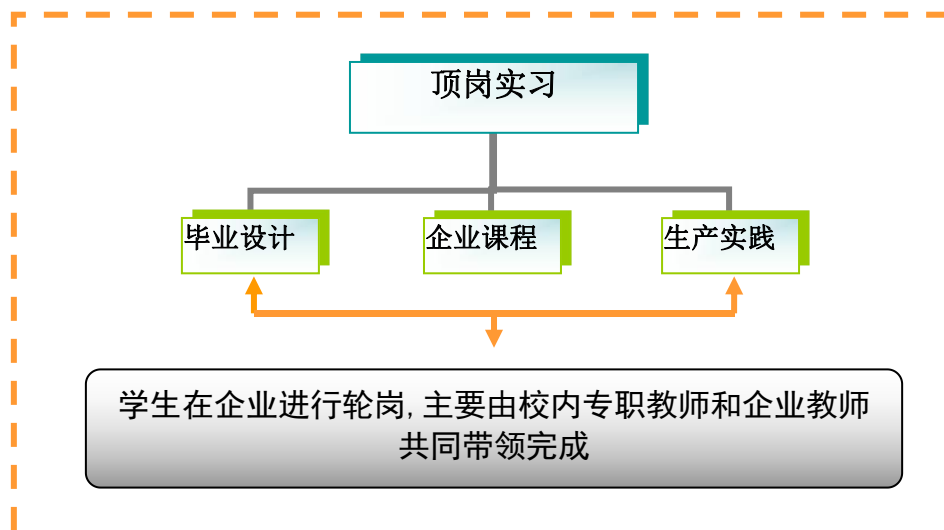 顶岗实习
毕业设计
企业课程
生产实践
学生在企业进行轮岗,主要由校内专职教师和企业教师
共同带领完成